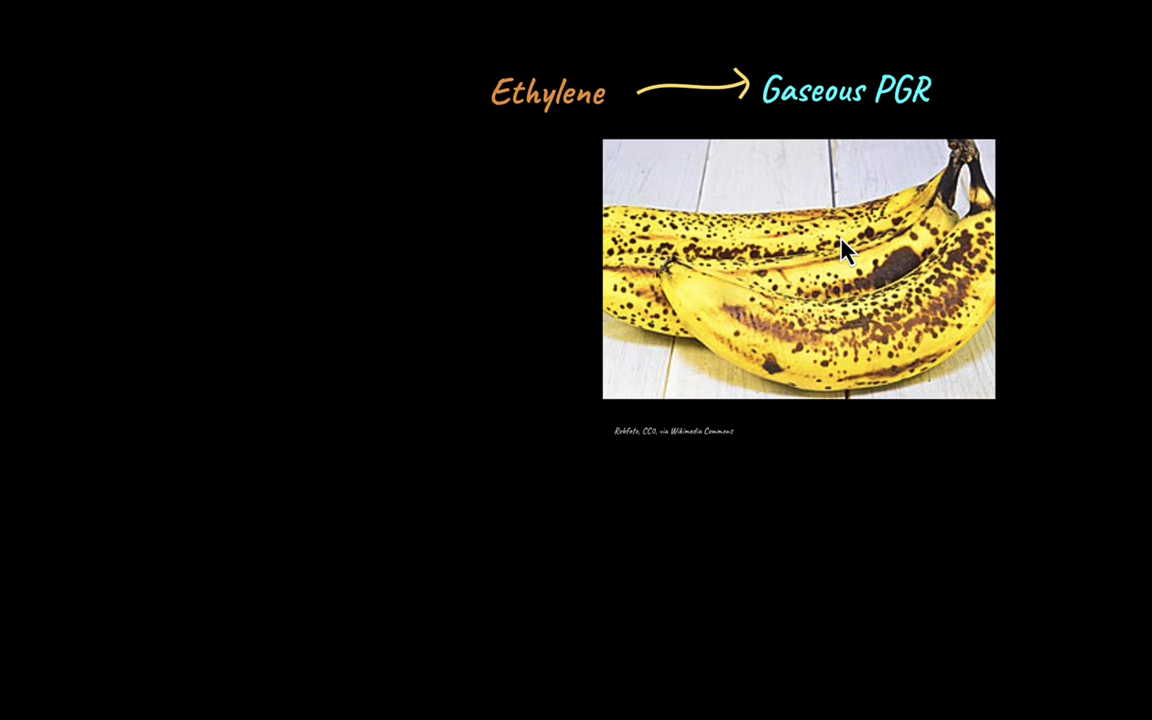 Ethylene → Gaseous PGR
Robfoto, CC0, via Wikimedia Commons